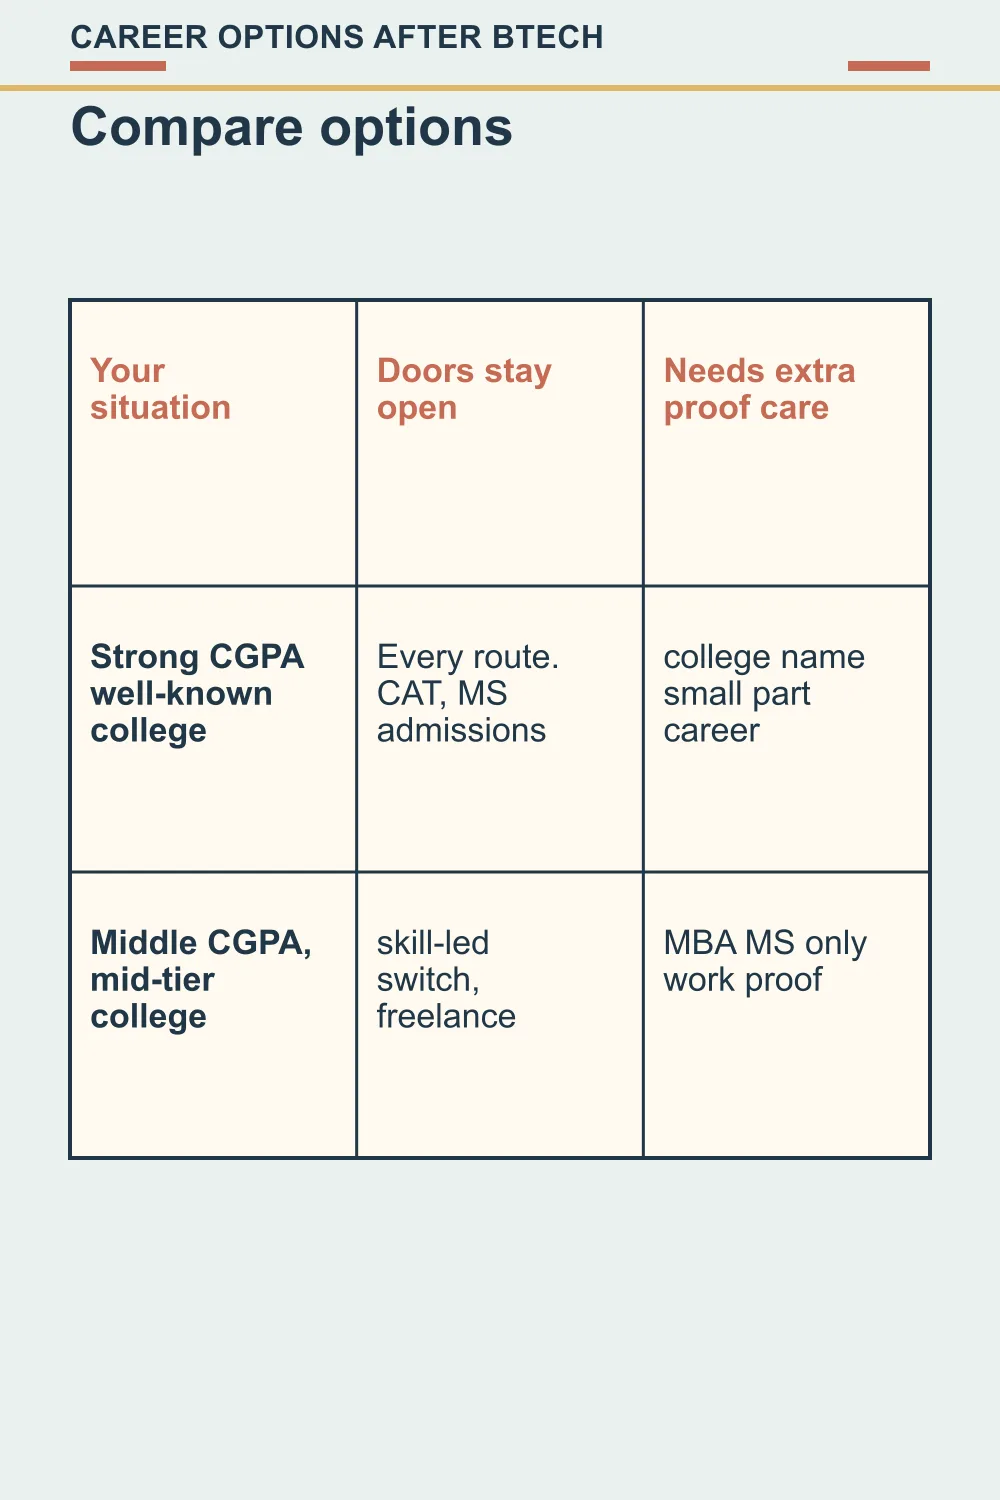 CAREER OPTIONS AFTER BTECH
Compare options
Your
situation
Doors stay
open
Needs extra
proof care
Strong CGPA
well-known
college
Every route.
CAT, MS
admissions
college name
small part
career
Middle CGPA,
mid-tier
college
skill-led
switch,
freelance
MBA MS only
work proof